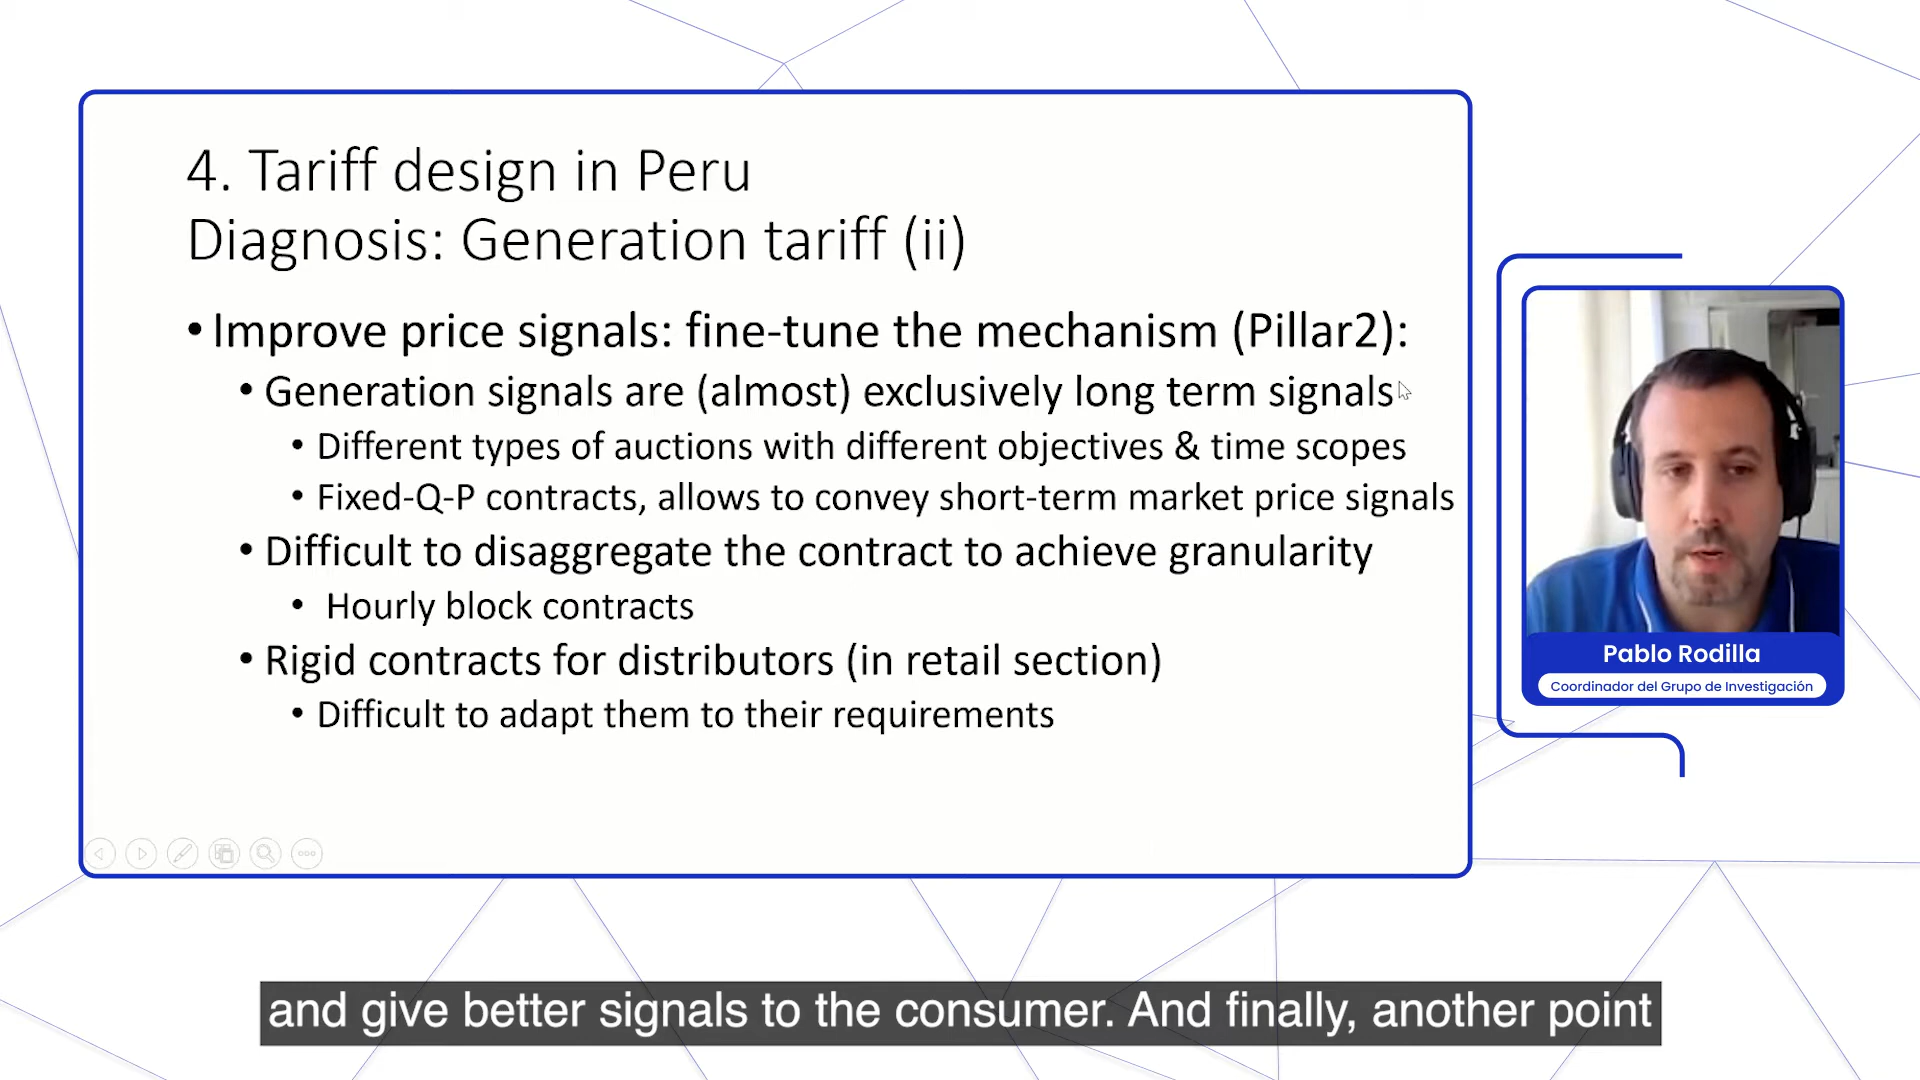 4. Tariff design in Peru
Diagnosis: Generation tariff (ii)
• Improve price signals: fine-tune the mechanism (Pillar2):
• Generation signals are (almost) exclusively long term signals
• Different types of auctions with different objectives & time scopes
• Fixed-Q-P contracts, allows to convey short-term market price signals
• Difficult to disaggregate the contract to achieve granularity
• Hourly block contracts
• Rigid contracts for distributors (in retail section)
• Difficult to adapt them to their requirements
Pablo Rodilla
Coordinador del Grupo de Investigación
and give better signals to the consumer. And finally, another point